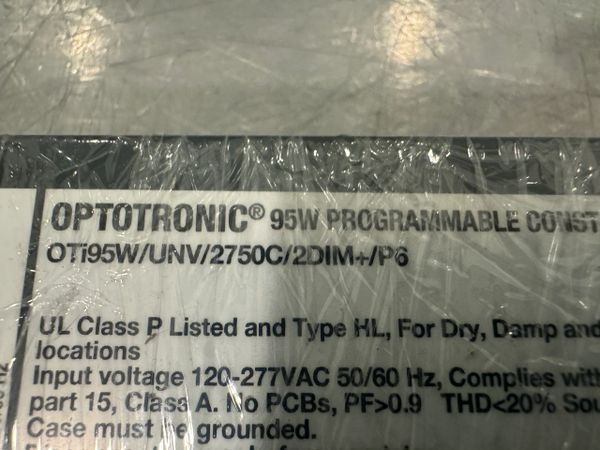 OPTOTRONIC® 95W PROGRAMMABLE CONST
OTi95W/UNV/2750C/2DIM+/P6
UL Class P Listed and Type HL, For Dry, Damp and
locations
Input voltage 120-277VAC 50/60 Hz, Complies with
part 15, Class A. No PCBs, PF>0.9 THD<20% Sou
Case must be grounded.